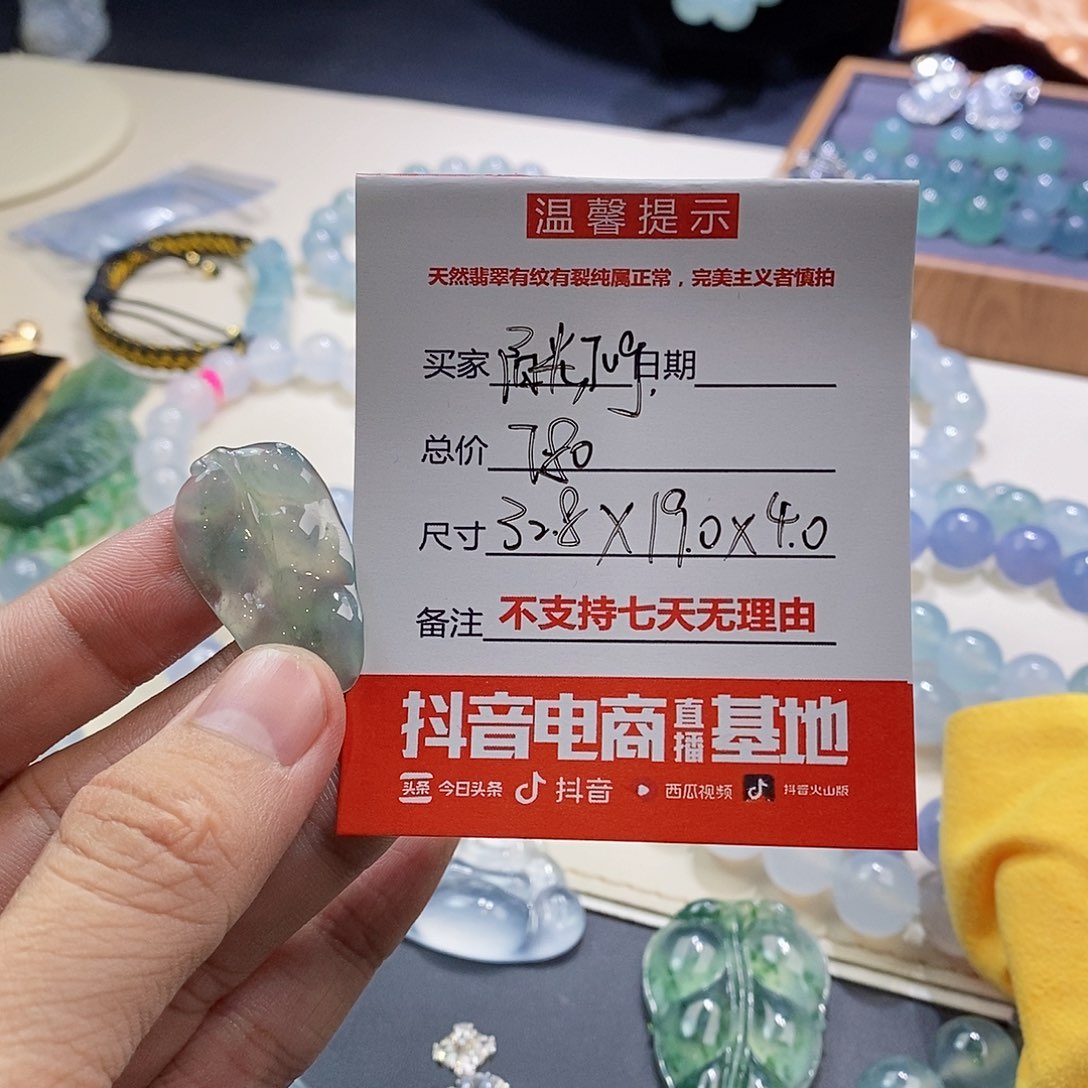 温馨提示
天然翡翠有纹有裂纯属正常，完美主义者慎拍
买家 日期
总价 780
尺寸 32.8X19.0X4.0
备注 不支持七天无理由
抖音电商直播基地
头条 今日头条 抖音 西瓜视频 抖音火山版